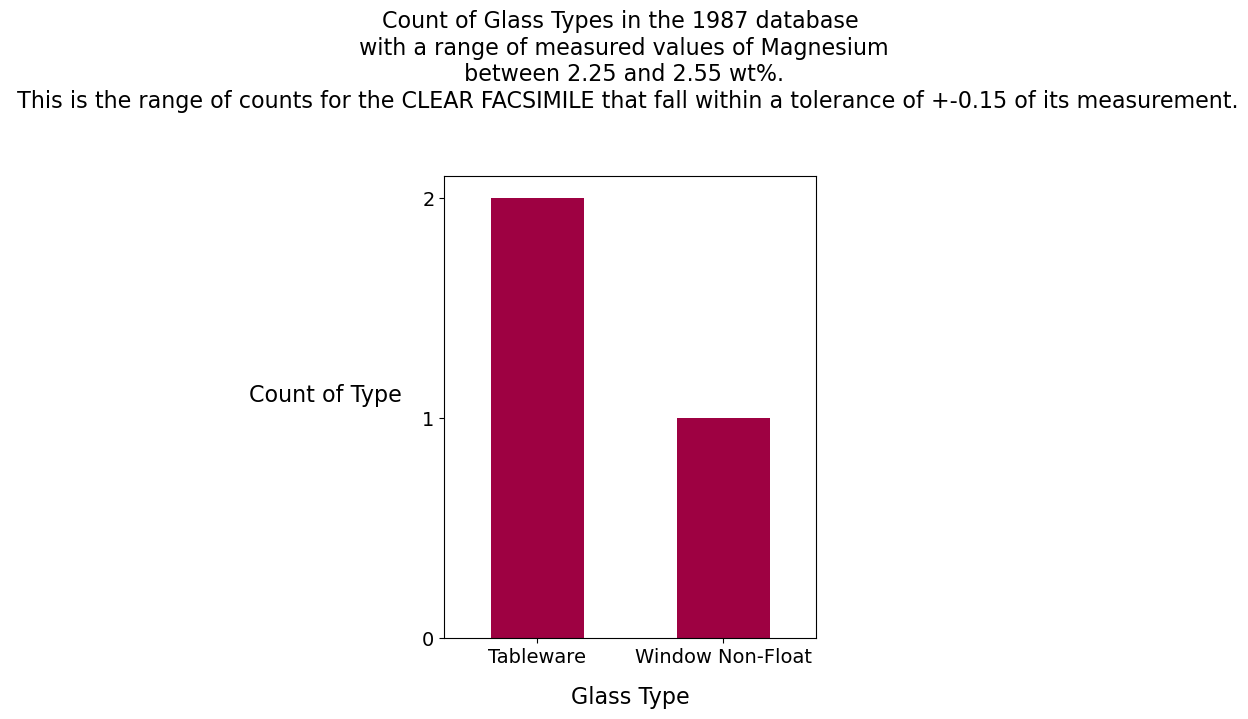 Count of Glass Types in the 1987 database
with a range of measured values of Magnesium
between 2.25 and 2.55 wt%.
This is the range of counts for the CLEAR FACSIMILE that fall within a tolerance of +-0.15 of its measurement.
2
Count of Type
1
0
Tableware
Window Non-Float
Glass Type